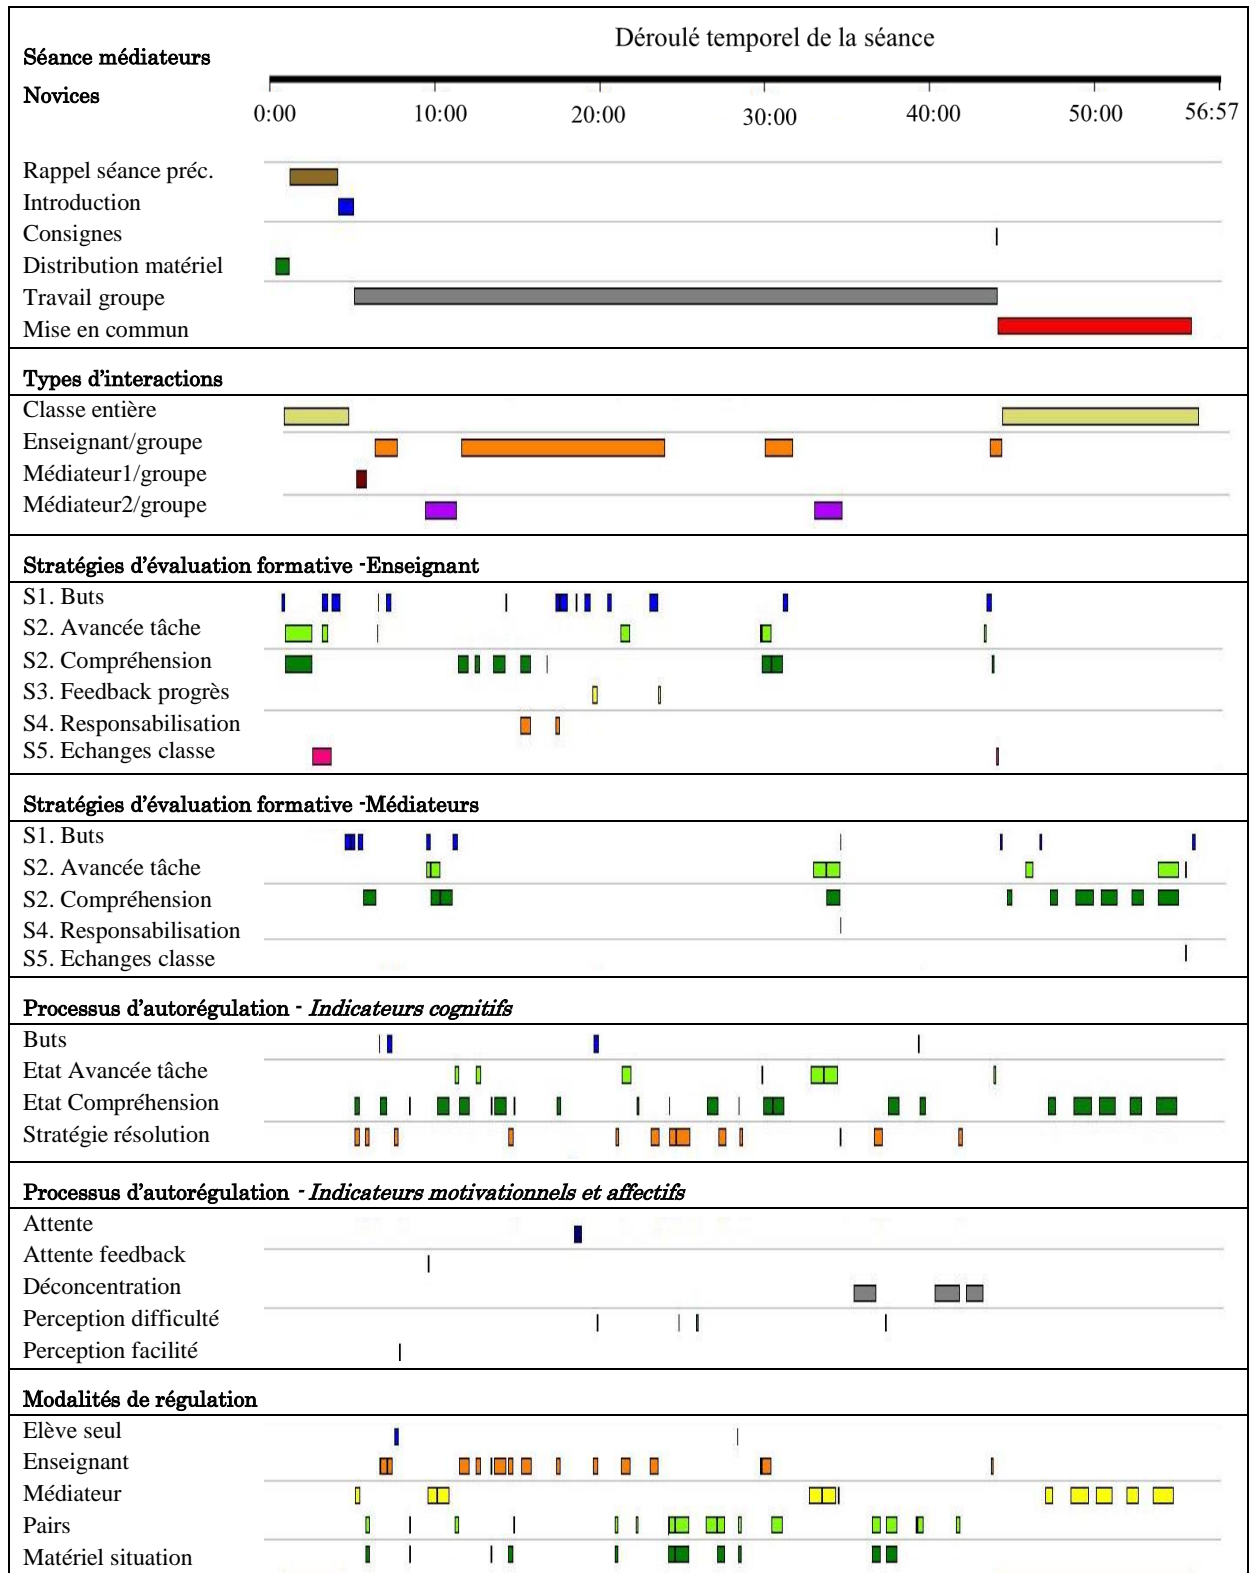 Déroulé temporel de la séance
Séance médiateurs
Novices
0:00 10:00 20:00 30:00 40:00 50:00 56:57
Rappel séance préc.
Introduction
Consignes
Distribution matériel
Travail groupe
Mise en commun
Types d'interactions
Classe entière
Enseignant/groupe
Médiateur1/groupe
Médiateur2/groupe
Stratégies d'évaluation formative -Enseignant
S1. Buts
S2. Avancée tâche
S2. Compréhension
S3. Feedback progrès
S4. Responsabilisation
S5. Echanges classe
Stratégies d'évaluation formative -Médiateurs
S1. Buts
S2. Avancée tâche
S2. Compréhension
S4. Responsabilisation
S5. Echanges classe
Processus d'autorégulation - Indicateurs cognitifs
Buts
Etat Avancée tâche
Etat Compréhension
Stratégie résolution
Processus d'autorégulation - Indicateurs motivationnels et affectifs
Attente
Attente feedback
Déconcentration
Perception difficulté
Perception facilité
Modalités de régulation
Elève seul
Enseignant
Médiateur
Pairs
Matériel situation